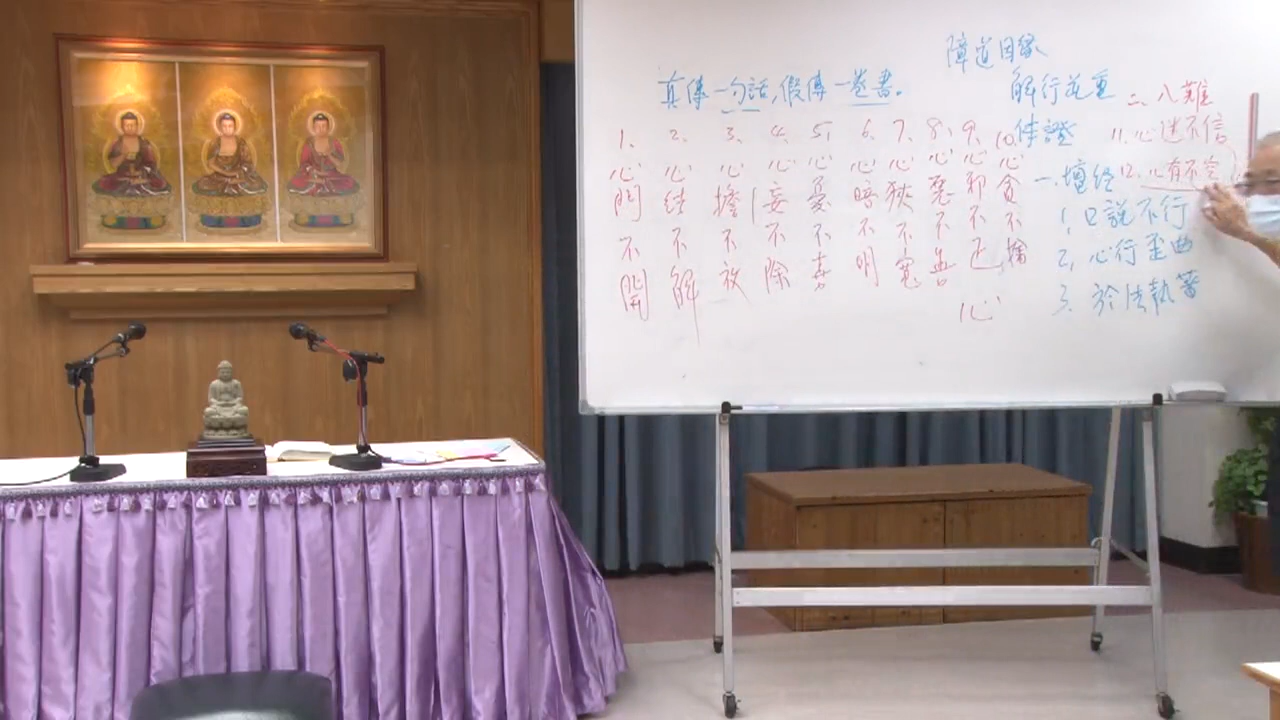 障道因緣
真傳一句話，假傳一卷書。
解行並重
体證
1. 心門不開
2. 心結不解
3. 心擔不放
4. 心妄不除
5. 心憂不喜
6. 心暗不明
7. 心狹不寬
8. 心惡不善
9. 心邪不正
10. 心貪不捨
心
一. 壇经
1, 口說不行
2, 心行歪曲
3. 於法執著
二. 八難
11. 心迷不信
12. 心有不空